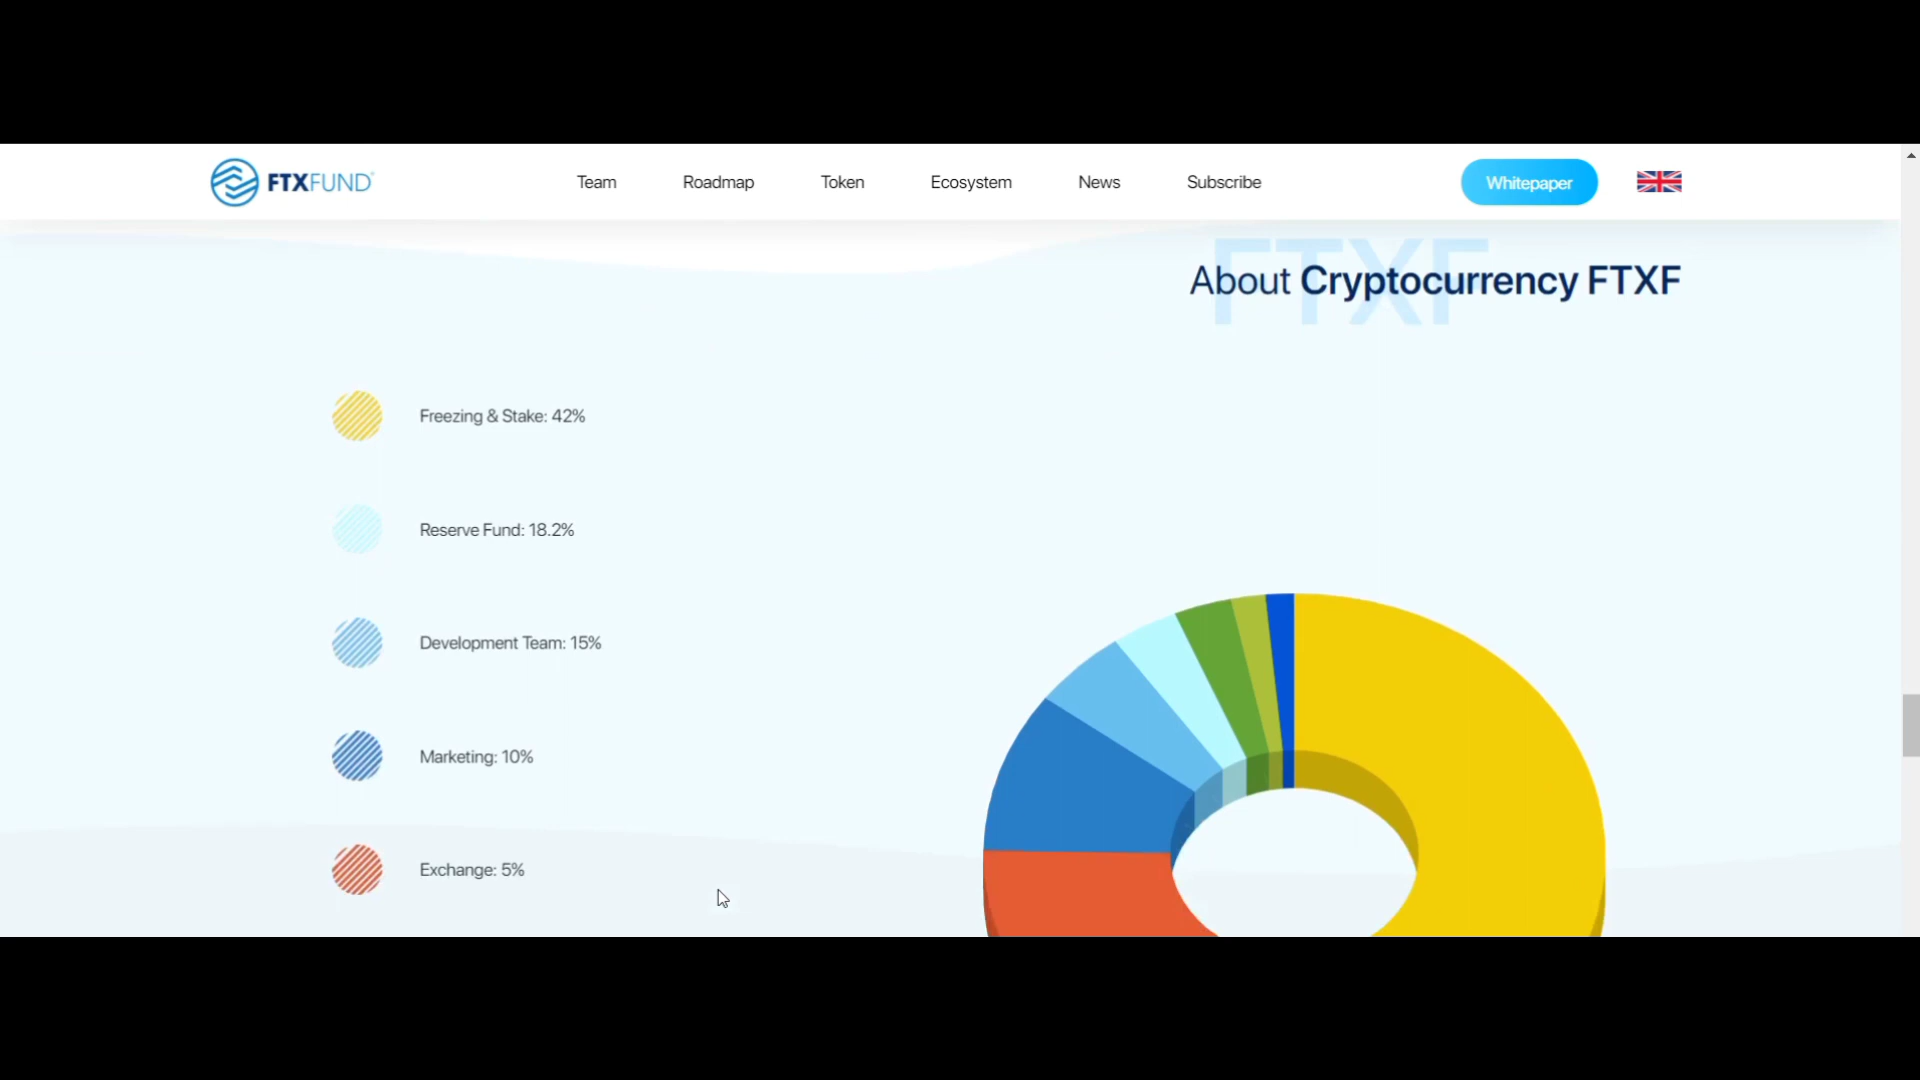 FTXFUND
Team
Roadmap
Token
Ecosystem
News
Subscribe
Whitepaper
FTXF
About Cryptocurrency FTXF
Freezing & Stake: 42%
Reserve Fund: 18.2%
Development Team: 15%
Marketing: 10%
Exchange: 5%